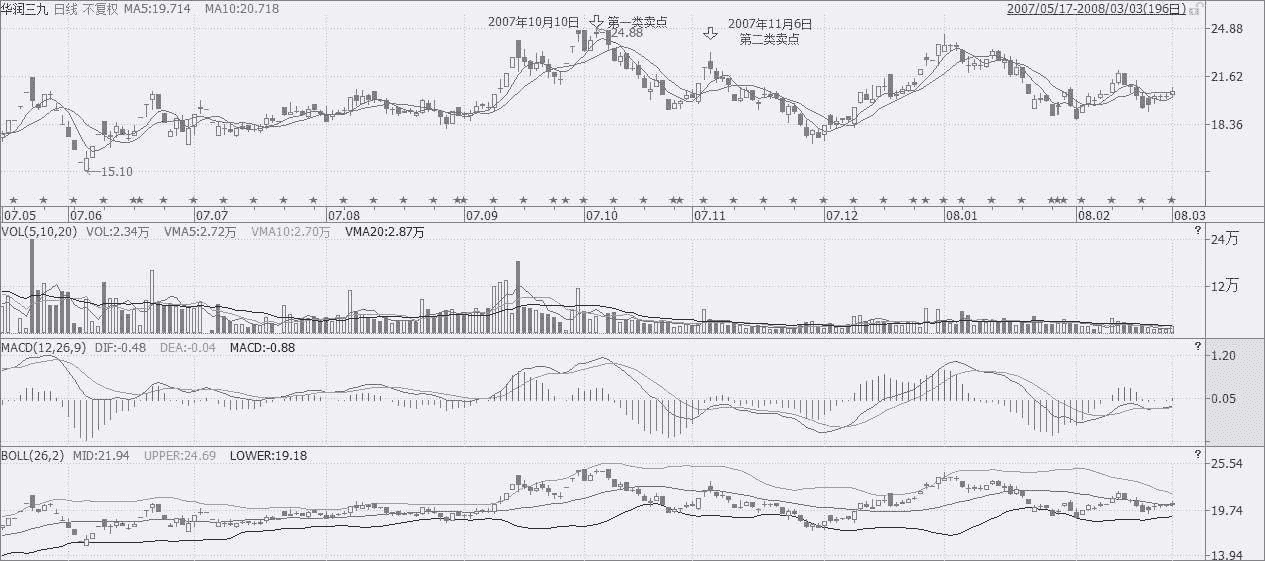 华润三九 日线 不复权 MA5:19.714 MA10:20.718
2007/05/17-2008/03/03(196日)
2007年10月10日 第一类卖点
24.88
2007年11月6日
第二类卖点
15.10
24.88
21.62
18.36
07.05 07.06 07.07 07.08 07.09 07.10 07.11 07.12 08.01 08.02 08.03
VOL(5,10,20) VOL:2.34万 VMA5:2.72万 VMA10:2.70万 VMA20:2.87万 ?
24万
12万
MACD(12,26,9) DIF:-0.48 DEA:-0.04 MACD:-0.88 ?
1.20
0.05
BOLL(26,2) MID:21.94 UPPER:24.69 LOWER:19.18 ?
25.54
19.74
13.94